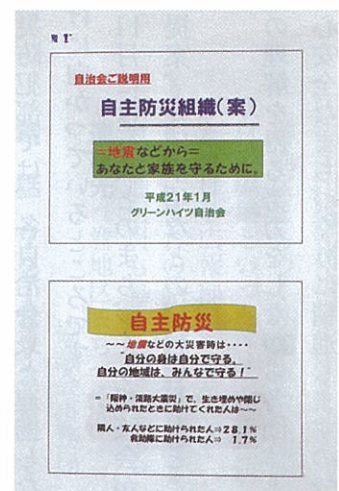 自治会ご説明用
自主防災組織(案)
=地震などから=
あなたと家族を守るために。
平成21年1月
グリーンハイツ自治会
自主防災
~~地震などの大災害時は・・・・
"自分の身は自分で守る、
自分の地域は、みんなで守る!"
=「阪神・淡路大震災」で、生き埋めや閉じ
込められたときに助けてくれた人は~~
隣人・友人などに助けられた人⇒28.1%
救助隊に助けられた人⇒ 1.7%